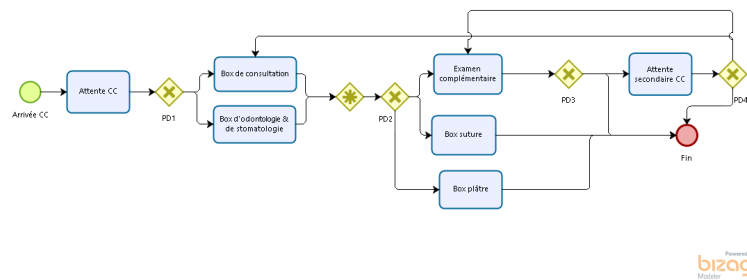 Arrivée CC
Attente CC
PD1
Box de consultation
Box d'odontologie &
de stomatologie
PD2
Examen
complémentaire
Box suture
Box plâtre
PD3
Attente
secondaire CC
PD4
Fin
Powered
bizag
Modeler